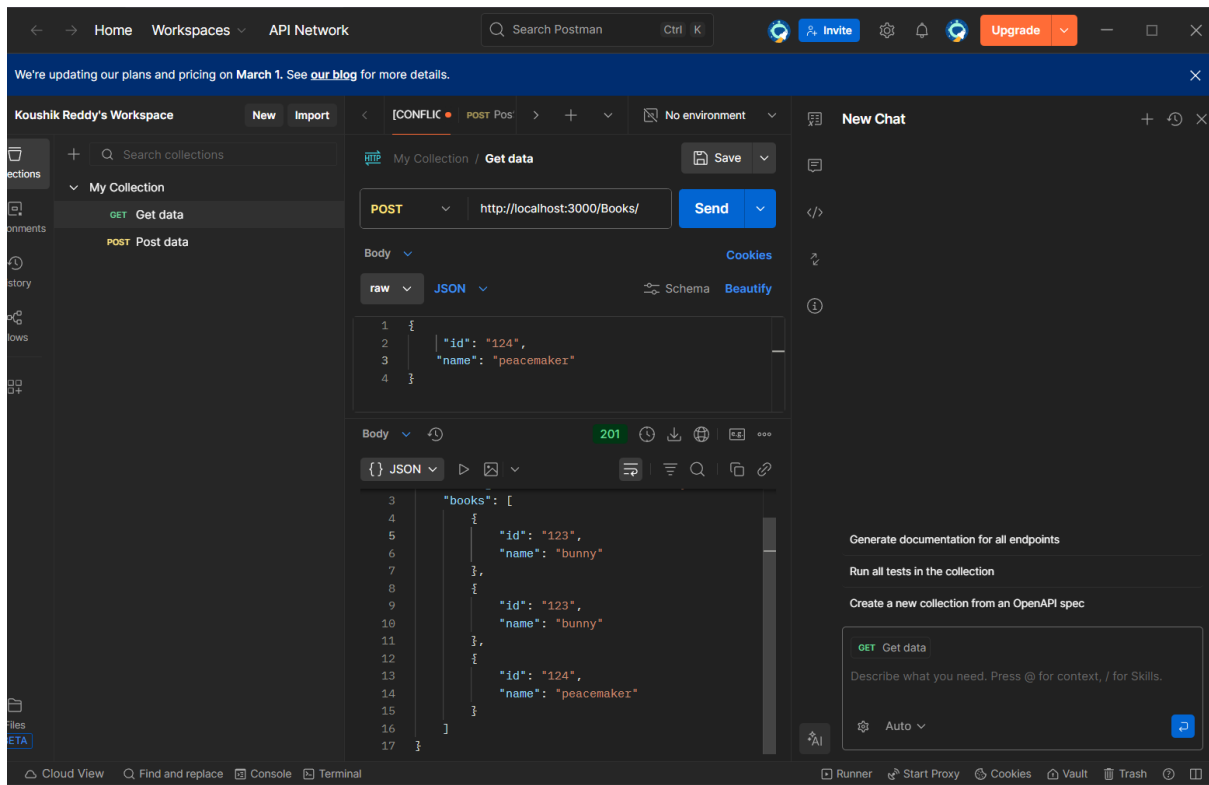 Home Workspaces API Network Search Postman Ctrl K Invite Upgrade
We're updating our plans and pricing on March 1. See our blog for more details.
Koushik Reddy's Workspace New Import
Search collections
My Collection
GET Get data
POST Post data
ections
onments
story
lows
Files
ETA
[CONFLIC POST Pos No environment
HTTP My Collection / Get data Save
POST http://localhost:3000/Books/ Send
Body Cookies
raw JSON Schema Beautify
1 {
2 "id": "124",
3 "name": "peacemaker"
4 }
Body 201 e.g.
{} JSON
3 "books": [
4 {
5 "id": "123",
6 "name": "bunny"
7 },
8 {
9 "id": "123",
10 "name": "bunny"
11 },
12 {
13 "id": "124",
14 "name": "peacemaker"
15 }
16 ]
17 }
New Chat
Generate documentation for all endpoints
Run all tests in the collection
Create a new collection from an OpenAPI spec
GET Get data
Describe what you need. Press @ for context, / for Skills.
Auto
AI
Cloud View Find and replace Console Terminal Runner Start Proxy Cookies Vault Trash